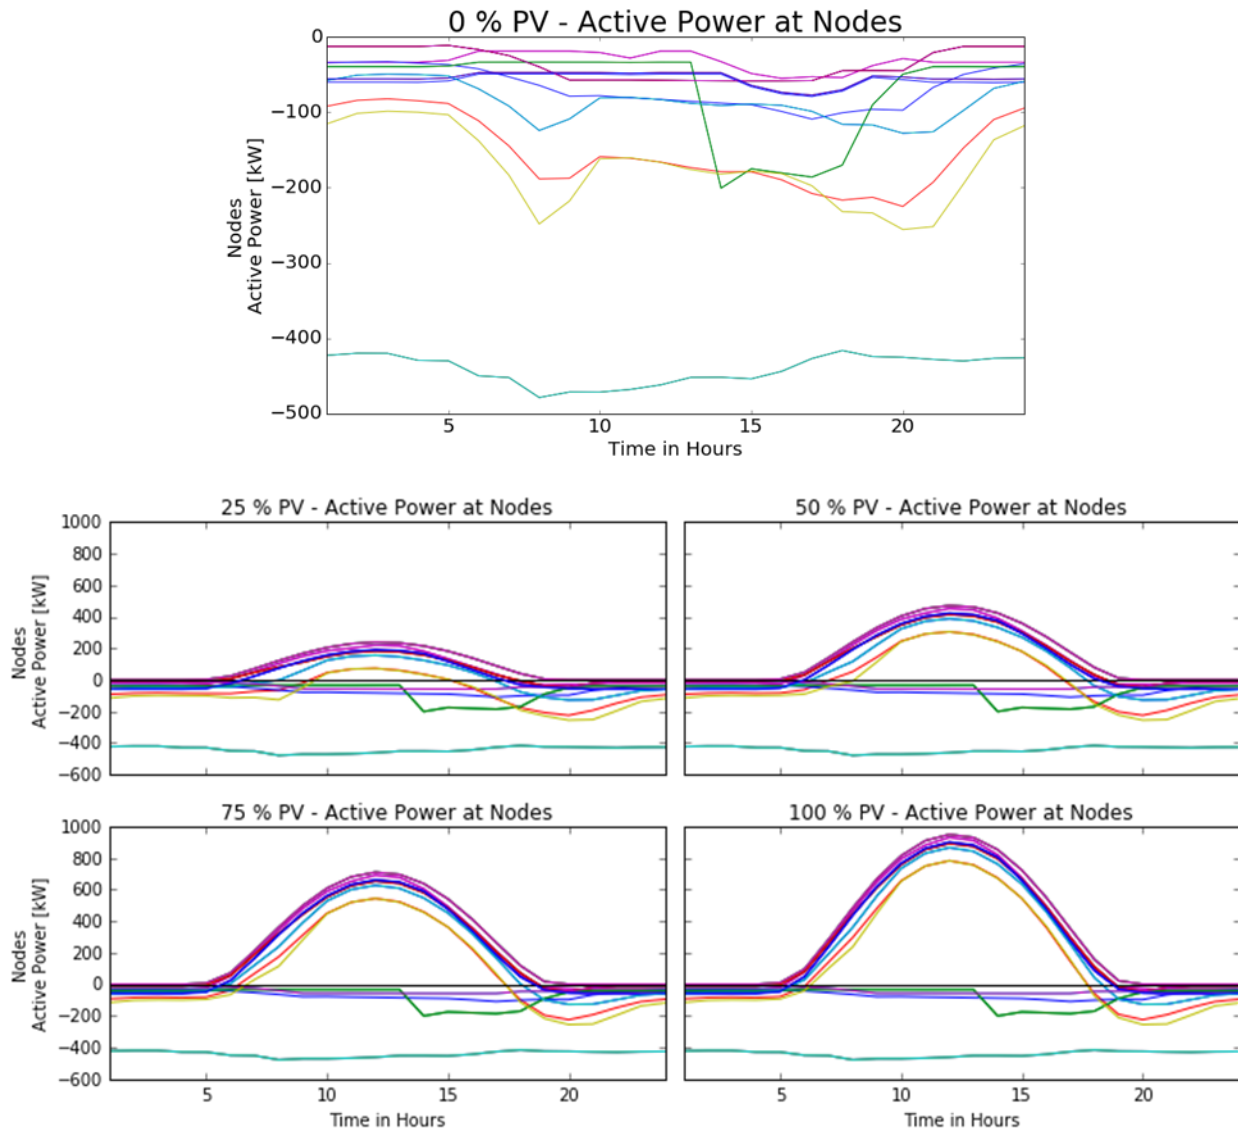 0 % PV - Active Power at Nodes
0
−100
−200
−300
−400
−500
Nodes
Active Power [kW]
5 10 15 20
Time in Hours
25 % PV - Active Power at Nodes
50 % PV - Active Power at Nodes
1000
800
600
400
200
0
−200
−400
−600
Nodes
Active Power [kW]
75 % PV - Active Power at Nodes
100 % PV - Active Power at Nodes
1000
800
600
400
200
0
−200
−400
−600
Nodes
Active Power [kW]
5 10 15 20
5 10 15 20
Time in Hours
Time in Hours